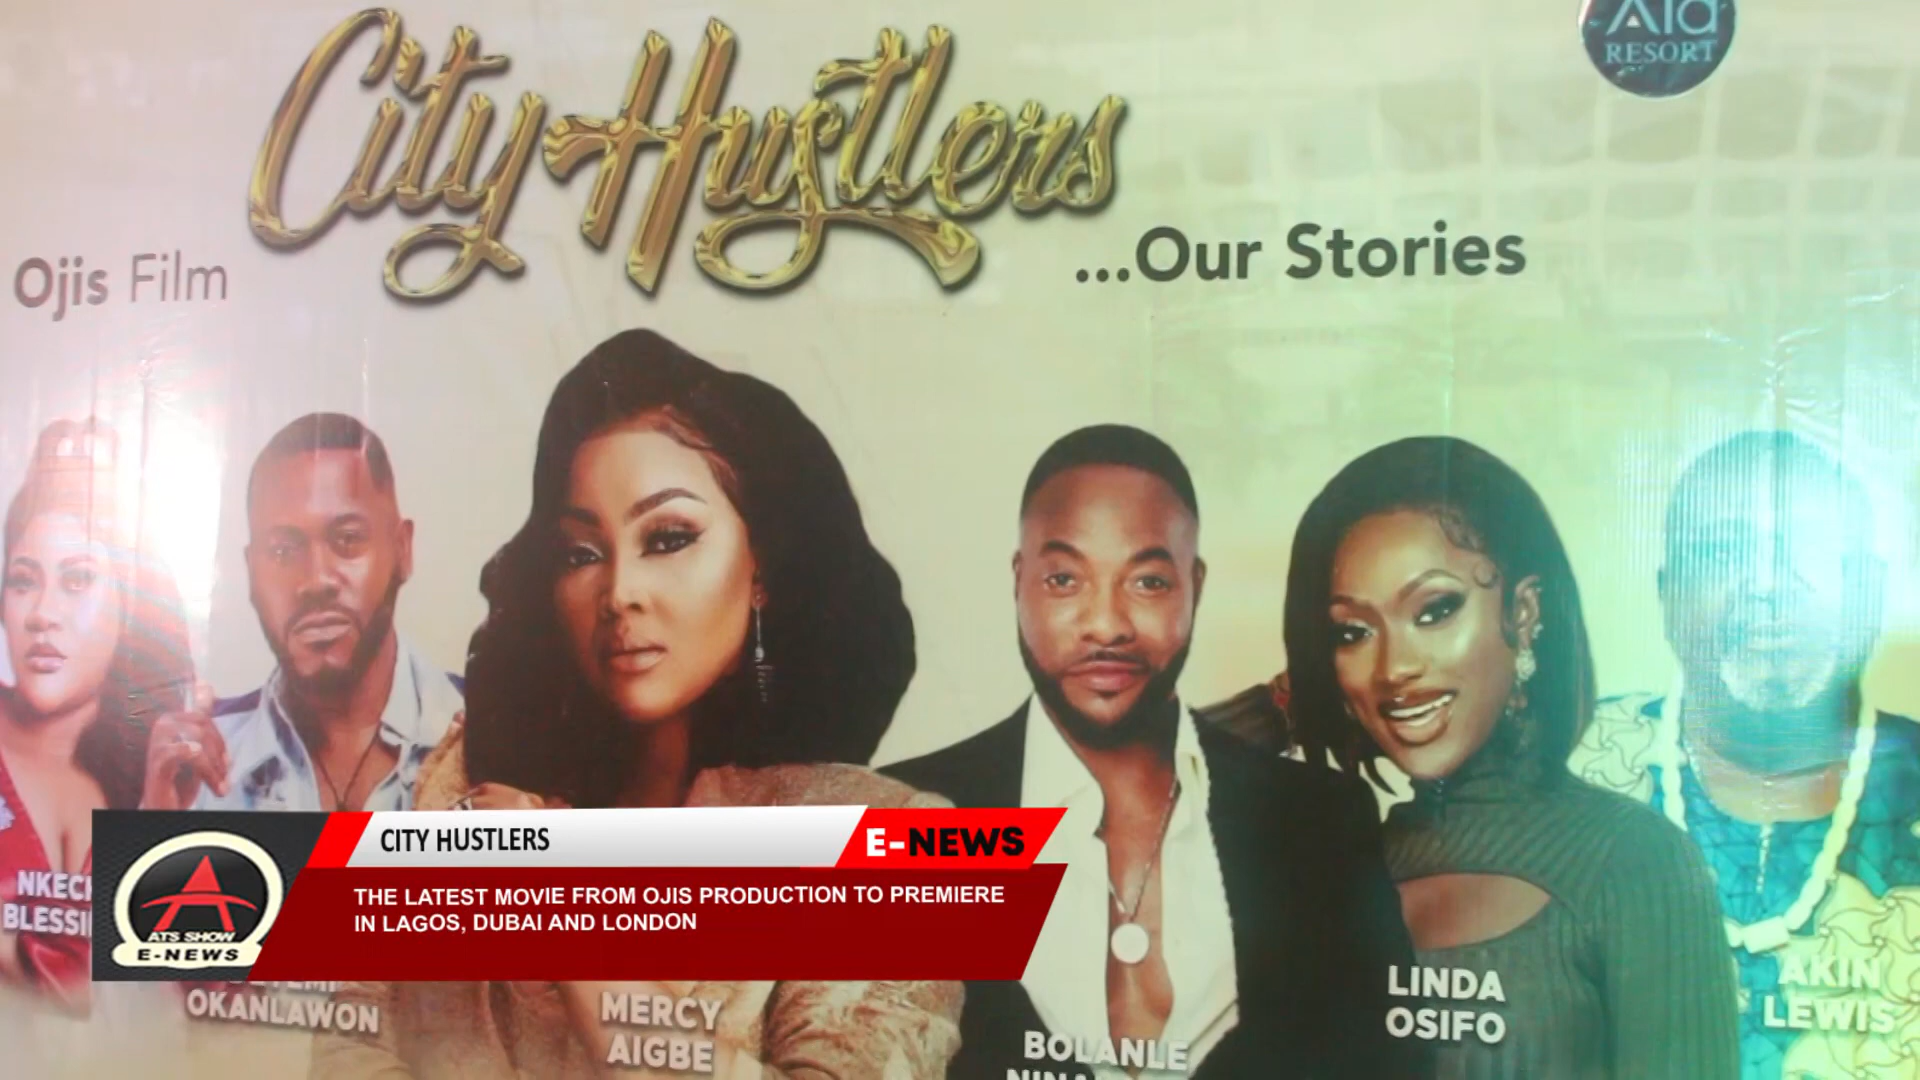 Ala
RESORT
City Hustlers
...Our Stories
Ojis Film
CITY HUSTLERS
E-NEWS
THE LATEST MOVIE FROM OJIS PRODUCTION TO PREMIERE
IN LAGOS, DUBAI AND LONDON
ATS SHOW
E-NEWS
OKANLAWON
MERCY
AIGBE
BOLANLE
LINDA
OSIFO
AKIN
LEWIS